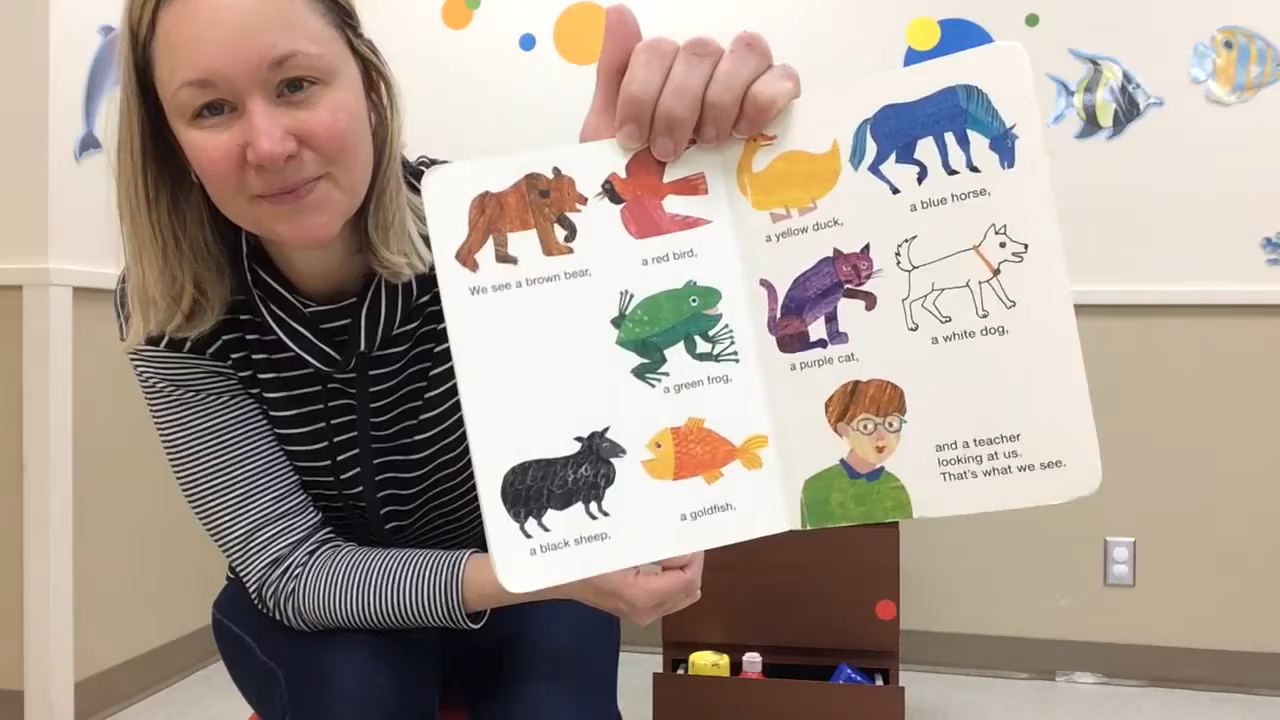 We see a brown bear,
a red bird,
a green frog,
a black sheep,
a goldfish,
a yellow duck,
a blue horse,
a purple cat,
a white dog,
and a teacher
looking at us.
That's what we see.